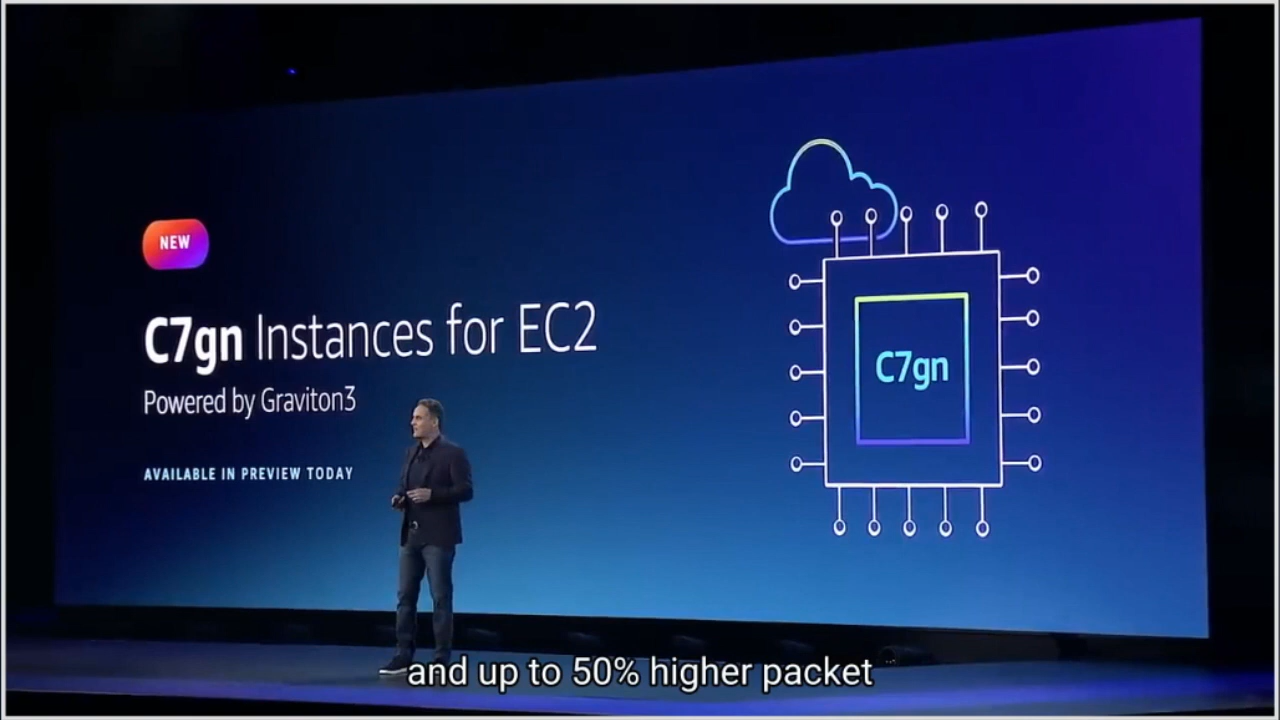 NEW
C7gn Instances for EC2
Powered by Graviton3
AVAILABLE IN PREVIEW TODAY
C7gn
and up to 50% higher packet